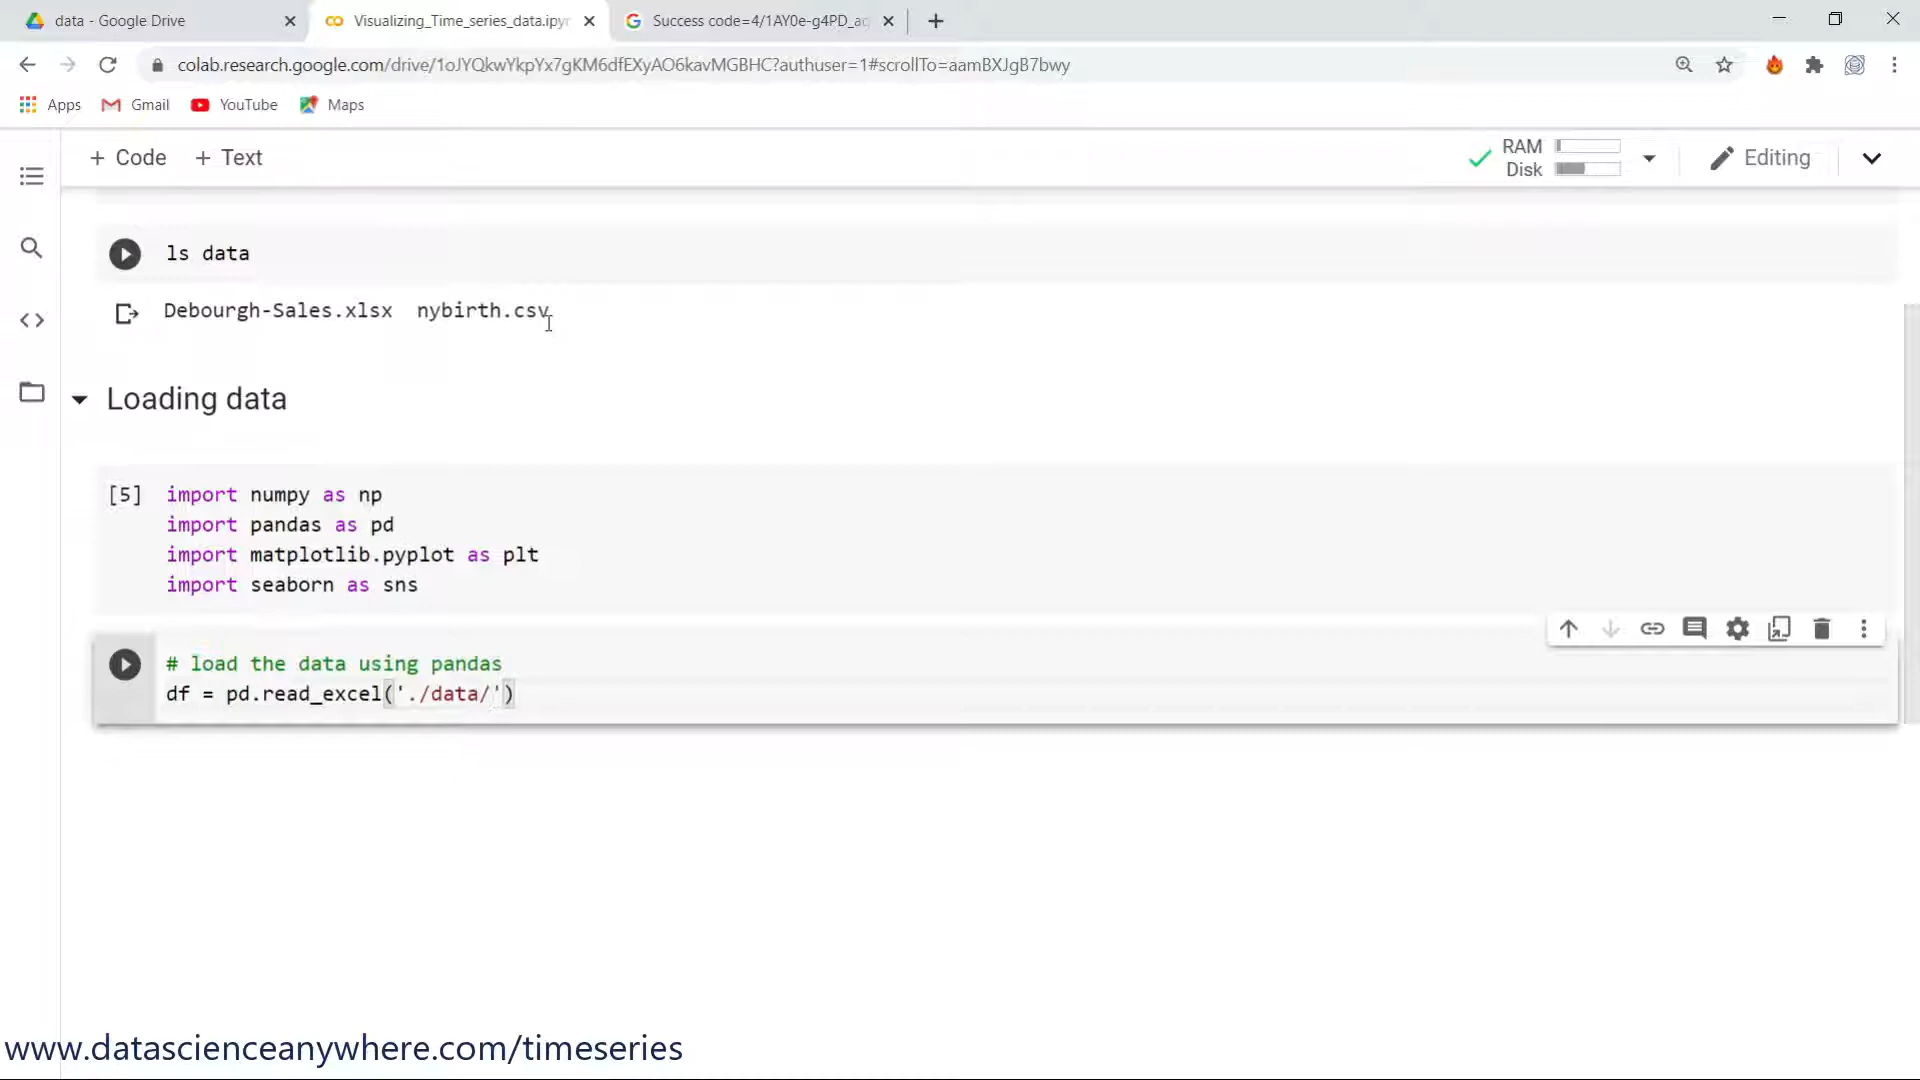 data - Google Drive
Visualizing_Time_series_data.ipyn
Success code=4/1AY0e-g4PD_a
colab.research.google.com/drive/1oJYQkwYkpYx7gKM6dfEXyAO6kavMGBHC?authuser=1#scrollTo=aamBXJgB7bwy
Apps Gmail YouTube Maps
+ Code + Text
RAM
Disk
Editing
ls data
Debourgh-Sales.xlsx nybirth.csv
Loading data
[5] import numpy as np
import pandas as pd
import matplotlib.pyplot as plt
import seaborn as sns
# load the data using pandas
df = pd.read_excel('./data/')
www.datascienceanywhere.com/timeseries